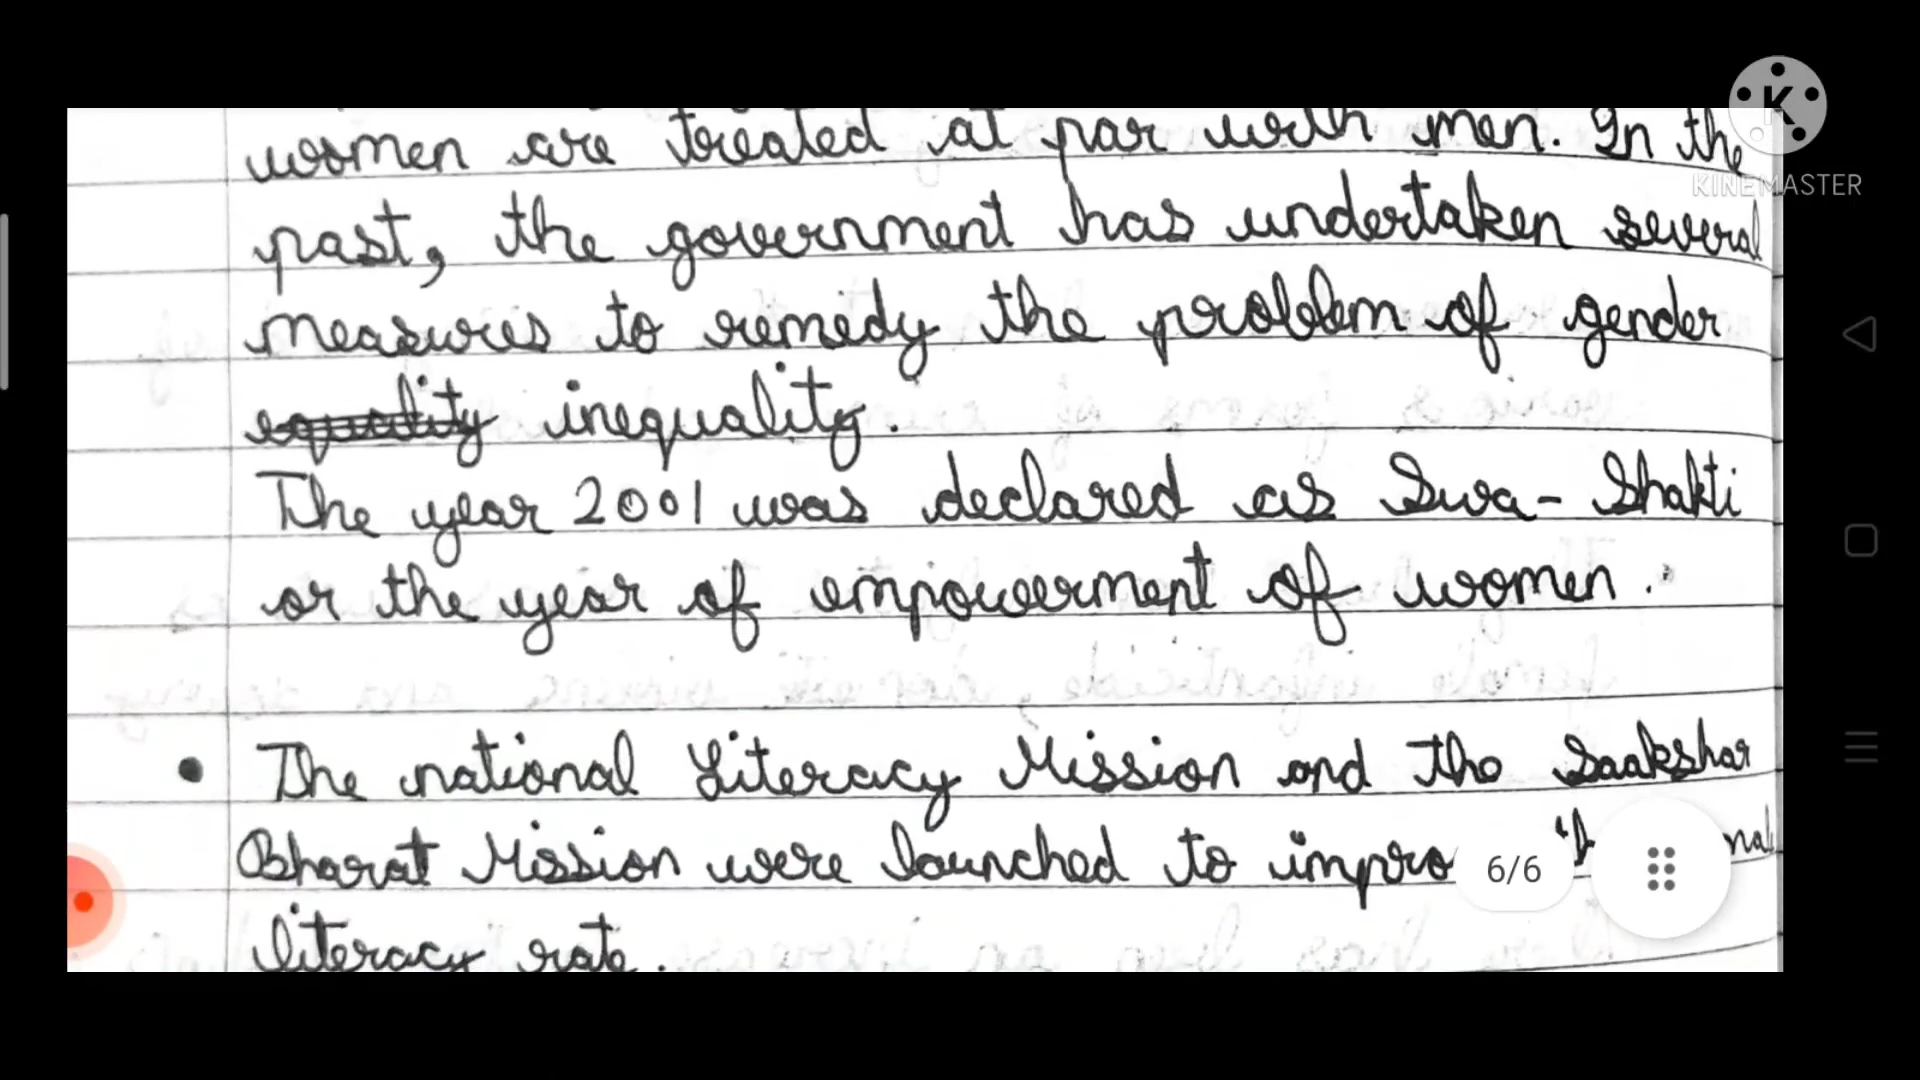 women are treated at par with men. In the
past, the government has undertaken several
measures to remedy the problem of gender
equality inequality.
The year 2001 was declared as Swa-Shakti
or the year of empowerment of women.
• The national Literacy Mission and the Saakshar
Bharat Mission were launched to impro
literacy rate.
K
KINEMASTER
6/6